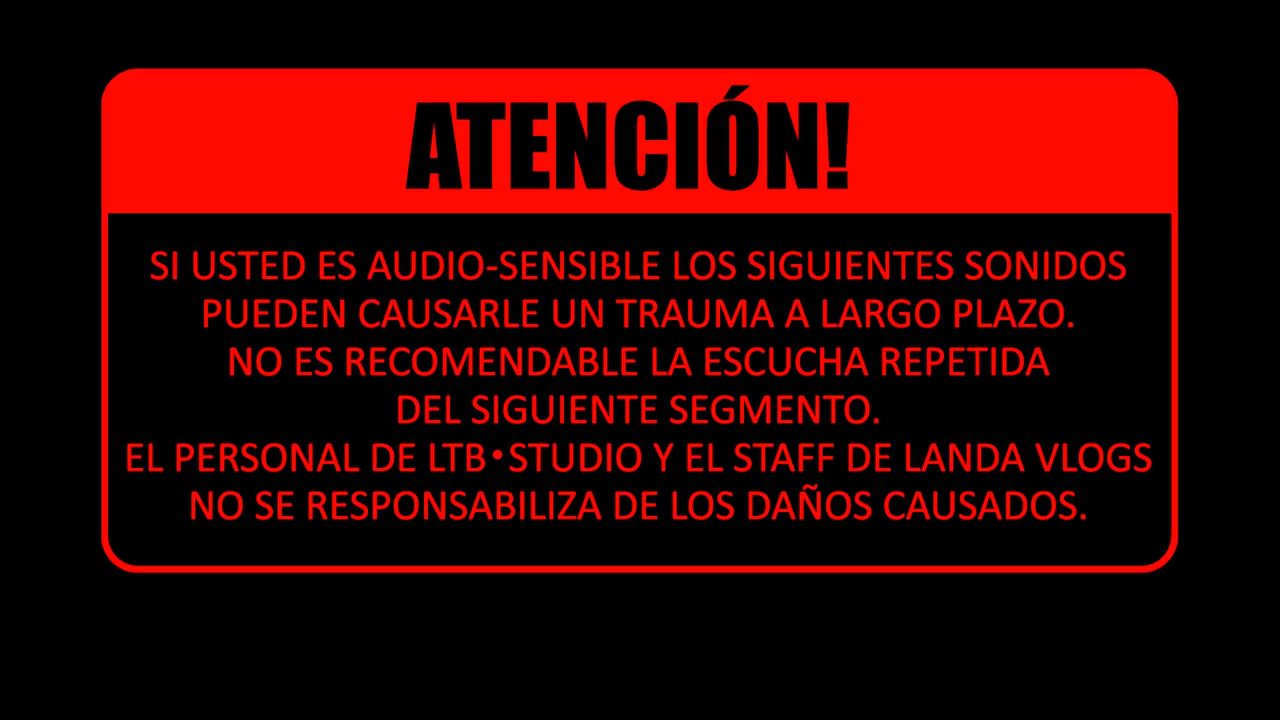 ATENCIÓN!
SI USTED ES AUDIO-SENSIBLE LOS SIGUIENTES SONIDOS
PUEDEN CAUSARLE UN TRAUMA A LARGO PLAZO.
NO ES RECOMENDABLE LA ESCUCHA REPETIDA
DEL SIGUIENTE SEGMENTO.
EL PERSONAL DE LTB•STUDIO Y EL STAFF DE LANDA VLOGS
NO SE RESPONSABILIZA DE LOS DAÑOS CAUSADOS.